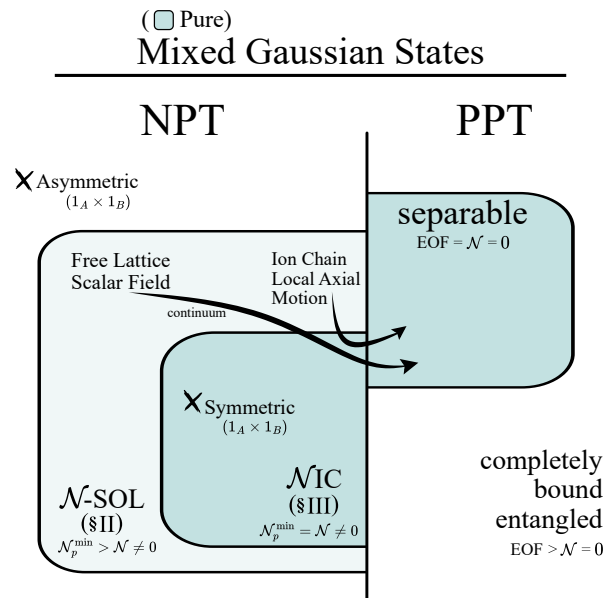 ( Pure)
Mixed Gaussian States
NPT
PPT
Asymmetric
(1_A × 1_B)
separable
EOF = 𝒩 = 0
Free Lattice
Scalar Field
continuum
Ion Chain
Local Axial
Motion
Symmetric
(1_A × 1_B)
𝒩-SOL
(§II)
𝒩_p^min > 𝒩 ≠ 0
𝒩IC
(§III)
𝒩_p^min = 𝒩 ≠ 0
completely
bound
entangled
EOF > 𝒩 = 0